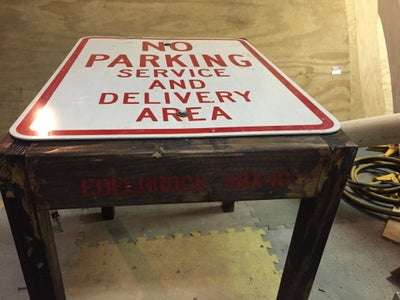 NO
PARKING
SERVICE
AND
DELIVERY
AREA